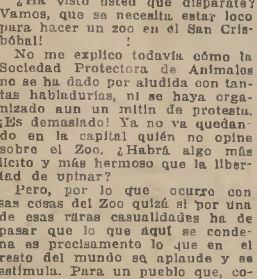 ¿Ha visto usted qué disparate?
Vamos, que se necesita estar loco
para hacer un zoo en el San Cris-
tóbal!
No me explico todavía cómo la
Sociedad Protectora de Animales
no se ha dado por aludida con tan-
tas habladurías, ni se haya orga-
nizado aun un mitin de protesta.
¡Es demasiado! Ya no va quedan-
do en la capital quién no opine
sobre el Zoo. ¿Habrá algo más
lícito y más hermoso que la liber-
tad de opinar?
Pero, por lo que ocurre con
las cosas del Zoo quizá si por una
de esas raras casualidades ha de
pasar que lo que aquí se conde-
na es precisamente lo que en el
resto del mundo se aplaude y se
estimula. Para un pueblo que, co-